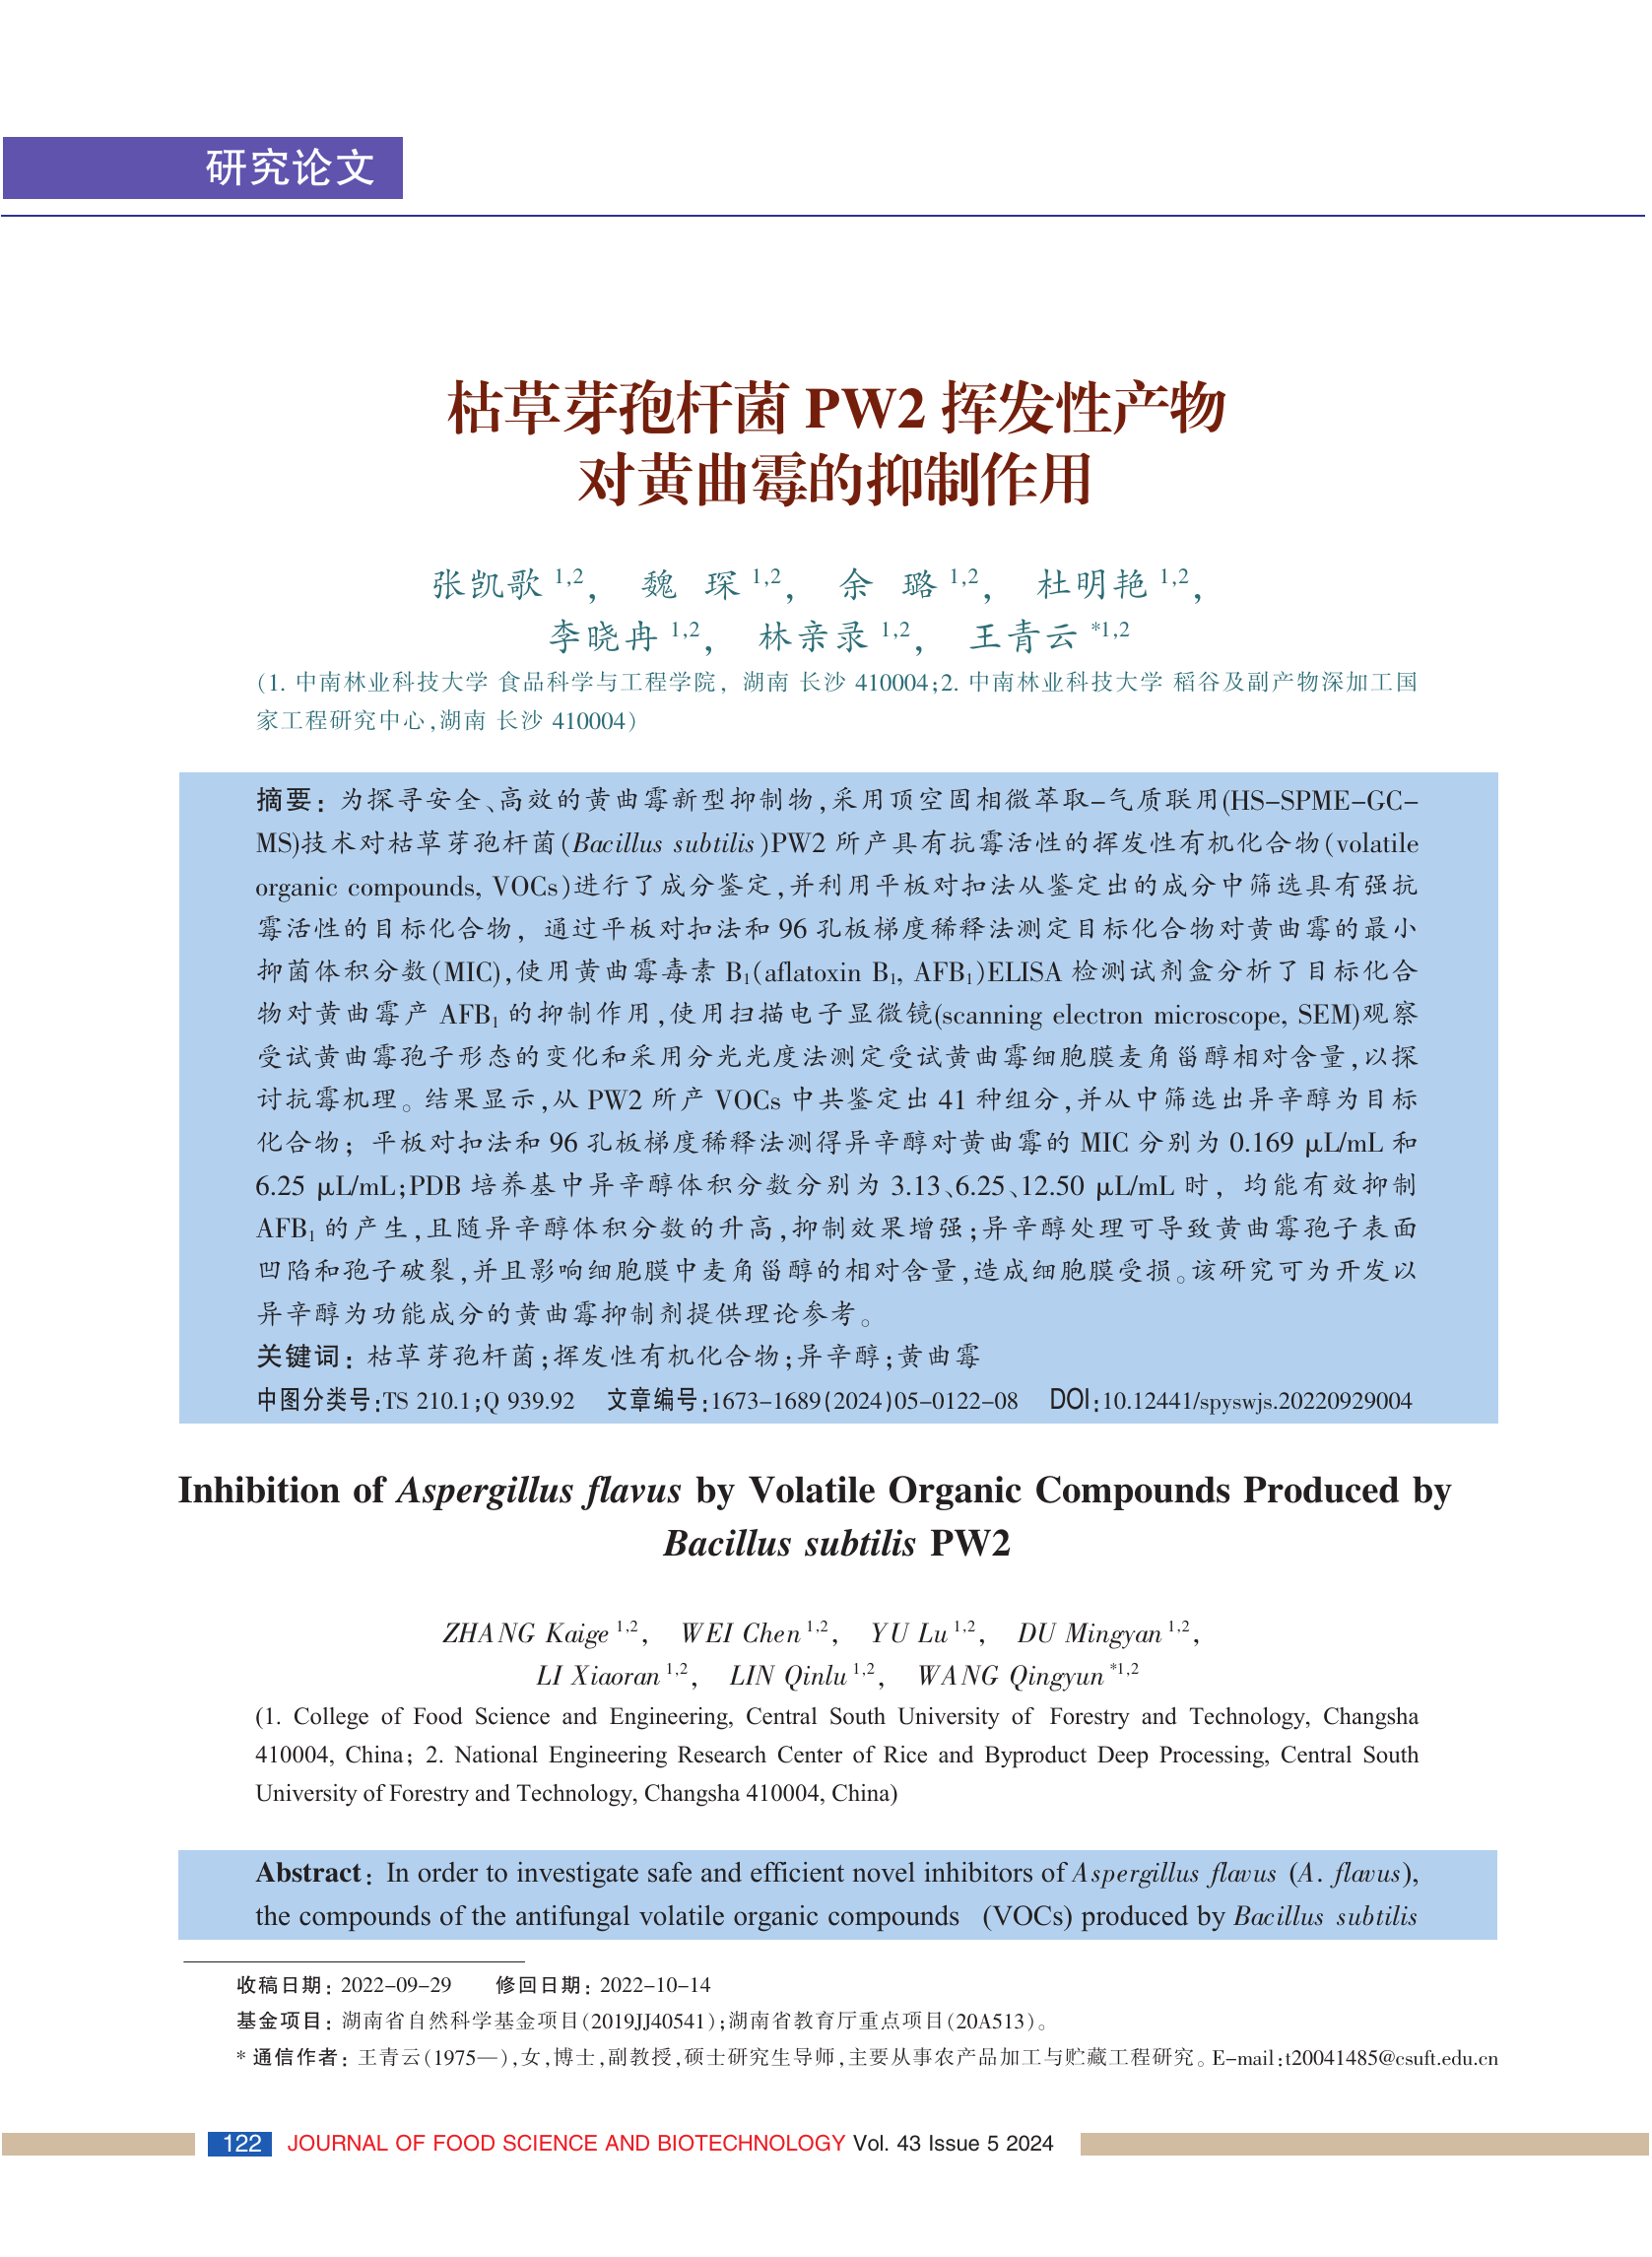 研究论文
枯草芽孢杆菌 PW2 挥发性产物
对黄曲霉的抑制作用
张凯歌 1,2， 魏 琛 1,2， 余 璐 1,2， 杜明艳 1,2，
李晓冉 1,2， 林亲录 1,2， 王青云 *1,2
(1. 中南林业科技大学 食品科学与工程学院，湖南 长沙 410004;2. 中南林业科技大学 稻谷及副产物深加工国
家工程研究中心,湖南 长沙 410004)
摘要：为探寻安全、高效的黄曲霉新型抑制物,采用顶空固相微萃取-气质联用(HS-SPME-GC-
MS)技术对枯草芽孢杆菌(Bacillus subtilis)PW2 所产具有抗霉活性的挥发性有机化合物(volatile
organic compounds, VOCs)进行了成分鉴定,并利用平板对扣法从鉴定出的成分中筛选具有强抗
霉活性的目标化合物，通过平板对扣法和 96 孔板梯度稀释法测定目标化合物对黄曲霉的最小
抑菌体积分数(MIC),使用黄曲霉毒素 B₁(aflatoxin B₁, AFB₁)ELISA 检测试剂盒分析了目标化合
物对黄曲霉产 AFB₁ 的抑制作用,使用扫描电子显微镜(scanning electron microscope, SEM)观察
受试黄曲霉孢子形态的变化和采用分光光度法测定受试黄曲霉细胞膜麦角甾醇相对含量,以探
讨抗霉机理。结果显示,从 PW2 所产 VOCs 中共鉴定出 41 种组分,并从中筛选出异辛醇为目标
化合物；平板对扣法和 96 孔板梯度稀释法测得异辛醇对黄曲霉的 MIC 分别为 0.169 μL/mL 和
6.25 μL/mL;PDB 培养基中异辛醇体积分数分别为 3.13、6.25、12.50 μL/mL 时，均能有效抑制
AFB₁ 的产生,且随异辛醇体积分数的升高,抑制效果增强;异辛醇处理可导致黄曲霉孢子表面
凹陷和孢子破裂,并且影响细胞膜中麦角甾醇的相对含量,造成细胞膜受损。该研究可为开发以
异辛醇为功能成分的黄曲霉抑制剂提供理论参考。
关键词：枯草芽孢杆菌;挥发性有机化合物;异辛醇;黄曲霉
中图分类号:TS 210.1;Q 939.92 文章编号:1673-1689(2024)05-0122-08 DOI:10.12441/spyswjs.20220929004
Inhibition of Aspergillus flavus by Volatile Organic Compounds Produced by
Bacillus subtilis PW2
ZHANG Kaige 1,2, WEI Chen 1,2, YU Lu 1,2, DU Mingyan 1,2,
LI Xiaoran 1,2, LIN Qinlu 1,2, WANG Qingyun *1,2
(1. College of Food Science and Engineering, Central South University of Forestry and Technology, Changsha
410004, China; 2. National Engineering Research Center of Rice and Byproduct Deep Processing, Central South
University of Forestry and Technology, Changsha 410004, China)
Abstract: In order to investigate safe and efficient novel inhibitors of Aspergillus flavus (A. flavus),
the compounds of the antifungal volatile organic compounds (VOCs) produced by Bacillus subtilis
收稿日期：2022-09-29 修回日期：2022-10-14
基金项目：湖南省自然科学基金项目(2019JJ40541);湖南省教育厅重点项目(20A513)。
* 通信作者：王青云(1975—),女,博士,副教授,硕士研究生导师,主要从事农产品加工与贮藏工程研究。E-mail:t20041485@csuft.edu.cn
122 JOURNAL OF FOOD SCIENCE AND BIOTECHNOLOGY Vol. 43 Issue 5 2024